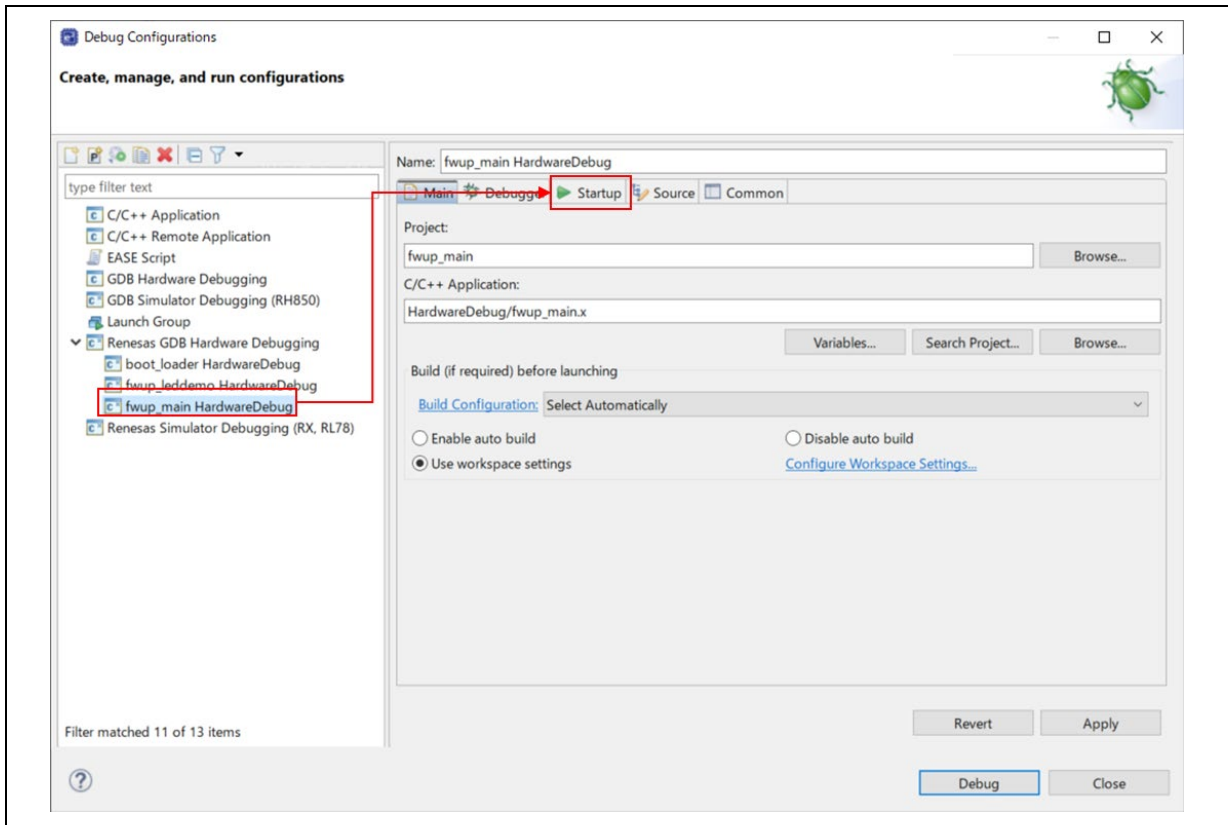 Debug Configurations
Create, manage, and run configurations
type filter text
C/C++ Application
C/C++ Remote Application
EASE Script
GDB Hardware Debugging
GDB Simulator Debugging (RH850)
Launch Group
Renesas GDB Hardware Debugging
boot_loader HardwareDebug
fwup_leddemo HardwareDebug
fwup_main HardwareDebug
Renesas Simulator Debugging (RX, RL78)
Filter matched 11 of 13 items
Name: fwup_main HardwareDebug
Main Debugge Startup Source Common
Project:
fwup_main Browse...
C/C++ Application:
HardwareDebug/fwup_main.x
Variables... Search Project... Browse...
Build (if required) before launching
Build Configuration: Select Automatically
Enable auto build Disable auto build
Use workspace settings Configure Workspace Settings...
Revert Apply
Debug Close